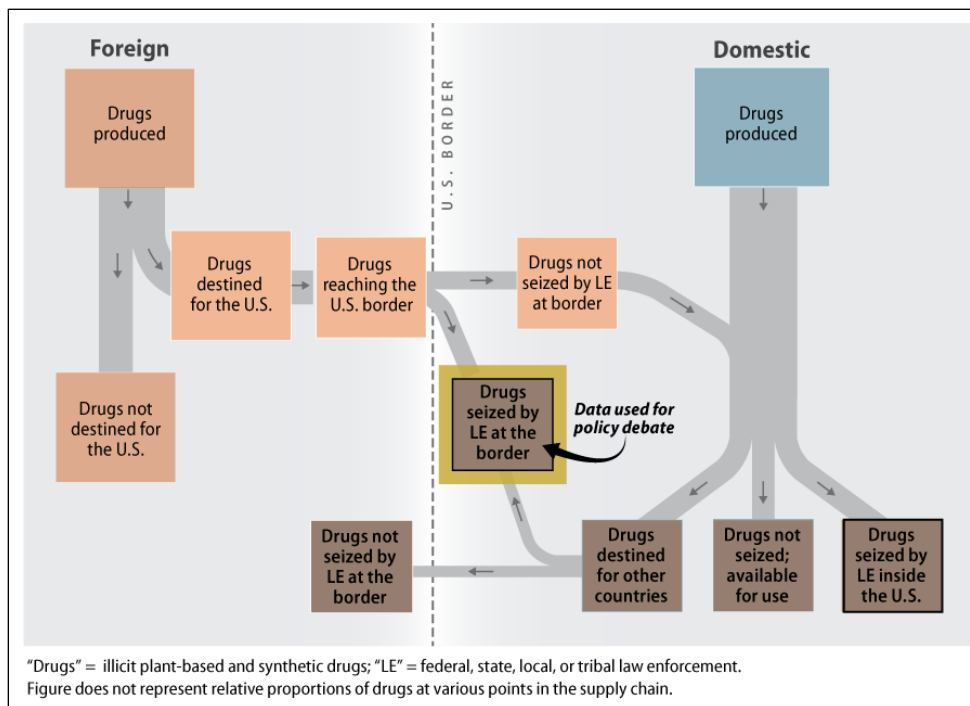 Foreign
Domestic
U.S. BORDER
Drugs
produced
Drugs
produced
Drugs
destined
for the U.S.
Drugs
reaching the
U.S. border
Drugs not
seized by LE
at border
Drugs not
destined for
the U.S.
Drugs
seized by
LE at the
border
Data used for
policy debate
Drugs not
seized by
LE at the
border
Drugs
destined
for other
countries
Drugs not
seized;
available
for use
Drugs
seized by
LE inside
the U.S.
“Drugs” = illicit plant-based and synthetic drugs; “LE” = federal, state, local, or tribal law enforcement.
Figure does not represent relative proportions of drugs at various points in the supply chain.